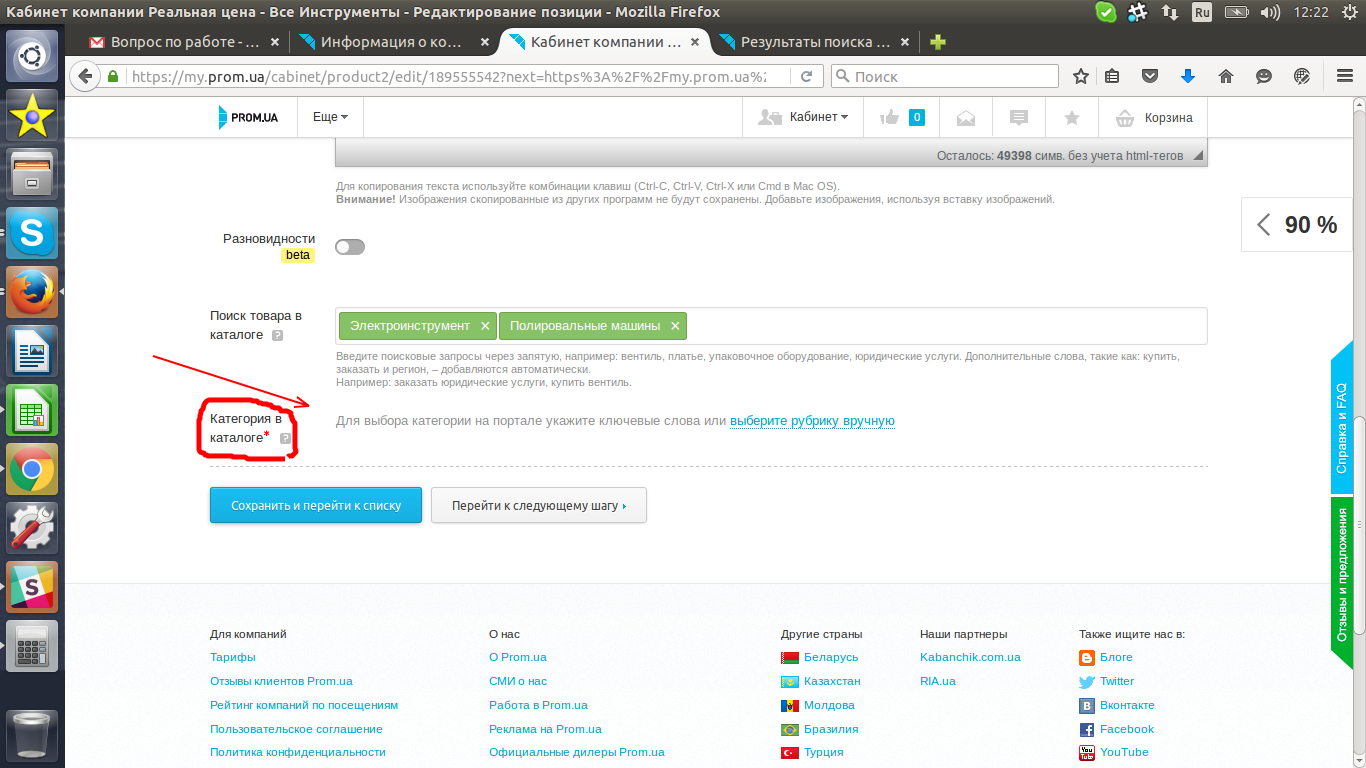 Кабинет компании Реальная цена - Все Инструменты - Редактирование позиции - Mozilla Firefox
Ru
12:22
Вопрос по работе - ...
Информация о ко...
Кабинет компании ...
Результаты поиска ...
https://my.prom.ua/cabinet/product2/edit/189555542?next=https%3A%2F%2Fmy.prom.ua%
Поиск
PROM.UA
Еще
Кабинет
0
Корзина
Осталось: 49398 симв. без учета html-тегов
Для копирования текста используйте комбинации клавиш (Ctrl-C, Ctrl-V, Ctrl-X или Cmd в Mac OS).
Внимание! Изображения скопированные из других программ не будут сохранены. Добавьте изображения, используя вставку изображений.
90 %
Разновидности
beta
Поиск товара в
каталоге ?
Электроинструмент ×
Полировальные машины ×
Введите поисковые запросы через запятую, например: вентиль, платье, упаковочное оборудование, юридические услуги. Дополнительные слова, такие как: купить,
заказать и регион, – добавляются автоматически.
Например: заказать юридические услуги, купить вентиль.
Категория в
каталоге* ?
Для выбора категории на портале укажите ключевые слова или выберите рубрику вручную
Сохранить и перейти к списку
Перейти к следующему шагу ›
Справка и FAQ
Отзывы и предложения
Для компаний
Тарифы
Отзывы клиентов Prom.ua
Рейтинг компаний по посещениям
Пользовательское соглашение
Политика конфиденциальности
О нас
О Prom.ua
СМИ о нас
Работа в Prom.ua
Реклама на Prom.ua
Официальные дилеры Prom.ua
Другие страны
Беларусь
Казахстан
Молдова
Бразилия
Турция
Наши партнеры
Kabanchik.com.ua
RIA.ua
Также ищите нас в:
Блоге
Twitter
Вконтакте
Facebook
YouTube